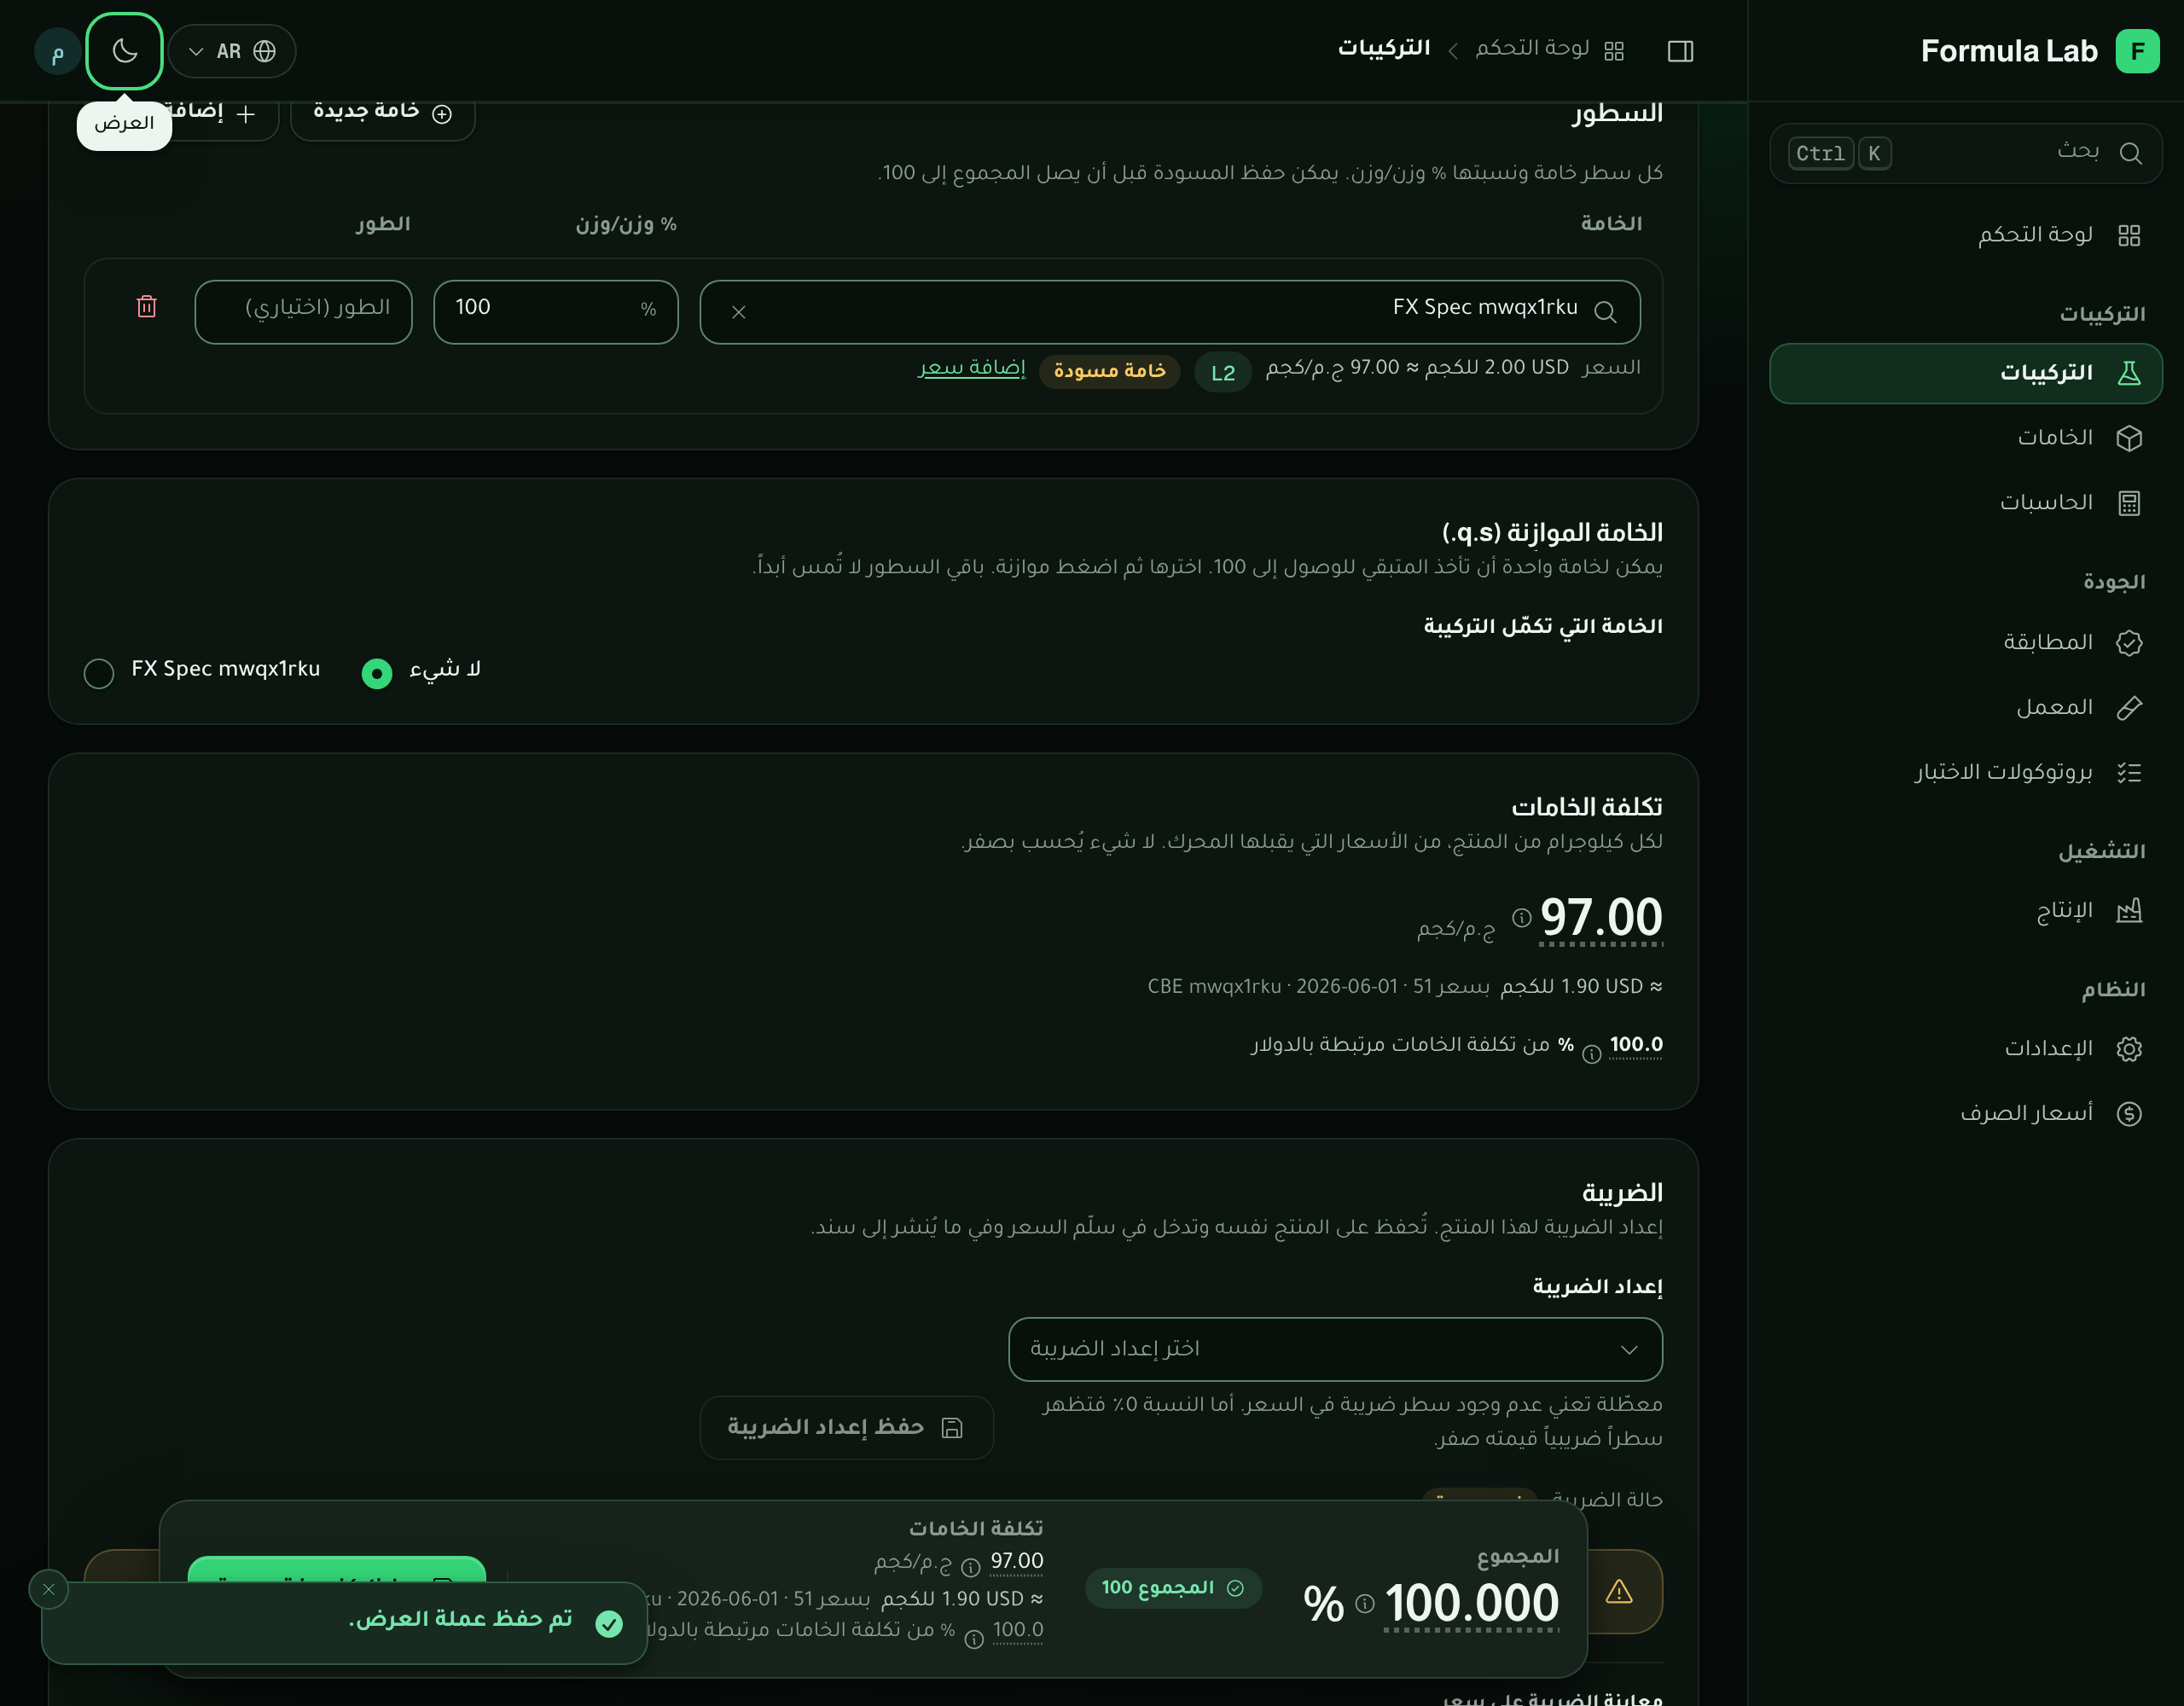 Formula Lab
F
بحث
Ctrl K
لوحة التحكم
التركيبات
التركيبات
الخامات
الحاسبات
الجودة
المطابقة
المعمل
بروتوكولات الاختبار
التشغيل
الإنتاج
النظام
الإعدادات
أسعار الصرف
لوحة التحكم
التركيبات
AR
م
العرض
السطور
خامة جديدة
إضافة
كل سطر خامة ونسبتها % وزن/وزن. يمكن حفظ المسودة قبل أن يصل المجموع إلى 100.
الخامة
% وزن/وزن
الطور
FX Spec mwqx1rku
100
%
الطور (اختياري)
السعر 2.00 USD للكجم ≈ 97.00 ج.م/كجم L2 خامة مسودة إضافة سعر
الخامة الموازِنة (q.s.)
يمكن لخامة واحدة أن تأخذ المتبقي للوصول إلى 100. اخترها ثم اضغط موازنة. باقي السطور لا تُمس أبداً.
الخامة التي تكمّل التركيبة
لا شيء
FX Spec mwqx1rku
تكلفة الخامات
لكل كيلوجرام من المنتج، من الأسعار التي يقبلها المحرك. لا شيء يُحسب بصفر.
97.00 ج.م/كجم
≈ 1.90 USD للكجم بسعر 51 · 2026-06-01 · CBE mwqx1rku
100.0 % من تكلفة الخامات مرتبطة بالدولار
الضريبة
إعداد الضريبة لهذا المنتج. تُحفظ على المنتج نفسه وتدخل في سلّم السعر وفي ما يُنشر إلى سند.
إعداد الضريبة
اختر إعداد الضريبة
معطّلة تعني عدم وجود سطر ضريبة في السعر. أما النسبة 0٪ فتظهر
سطراً ضريبياً قيمته صفر.
حفظ إعداد الضريبة
حالة الضريبة
المجموع
100.000 %
المجموع 100
تكلفة الخامات
97.00 ج.م/كجم
≈ 1.90 USD للكجم بسعر 51 · 2026-06-01 ·
100.0 % من تكلفة الخامات مرتبطة
تم حفظ عملة العرض.
معاينة الضريبة على سعر